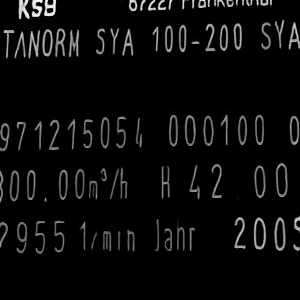 KSB 67227 Frankenthal
TANORM SYA 100-200 SYA
971215054 000100 0
300.00m³/h H 42 00
2955 1/min Jahr 2005